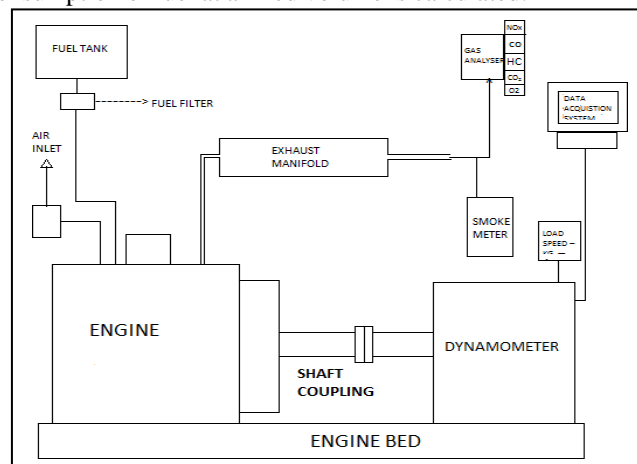 FUEL TANK
FUEL FILTER
AIR
INLET
EXHAUST
MANIFOLD
GAS
ANALYSER
NOx
CO
HC
CO₂
O2
DATA
ACQUISTION
SYSTEM
SMOKE
METER
LOAD
SPEED –
ENGINE
SHAFT
COUPLING
DYNAMOMETER
ENGINE BED